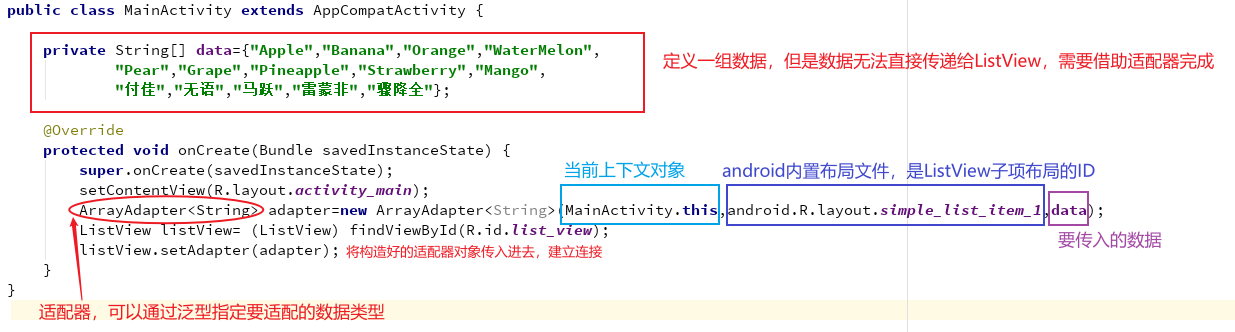 public class MainActivity extends AppCompatActivity {
private String[] data={"Apple","Banana","Orange","WaterMelon",
"Pear","Grape","Pineapple","Strawberry","Mango",
"付佳","无语","马跃","雷蒙非","骤降全"};
定义一组数据，但是数据无法直接传递给ListView，需要借助适配器完成
@Override
protected void onCreate(Bundle savedInstanceState) {
super.onCreate(savedInstanceState);
当前上下文对象
android内置布局文件，是ListView子项布局的ID
setContentView(R.layout.activity_main);
ArrayAdapter<String> adapter=new ArrayAdapter<String>(MainActivity.this,android.R.layout.simple_list_item_1,data);
ListView listView= (ListView) findViewById(R.id.list_view);
要传入的数据
listView.setAdapter(adapter); 将构造好的适配器对象传入进去，建立连接
}
}
适配器，可以通过泛型指定要适配的数据类型